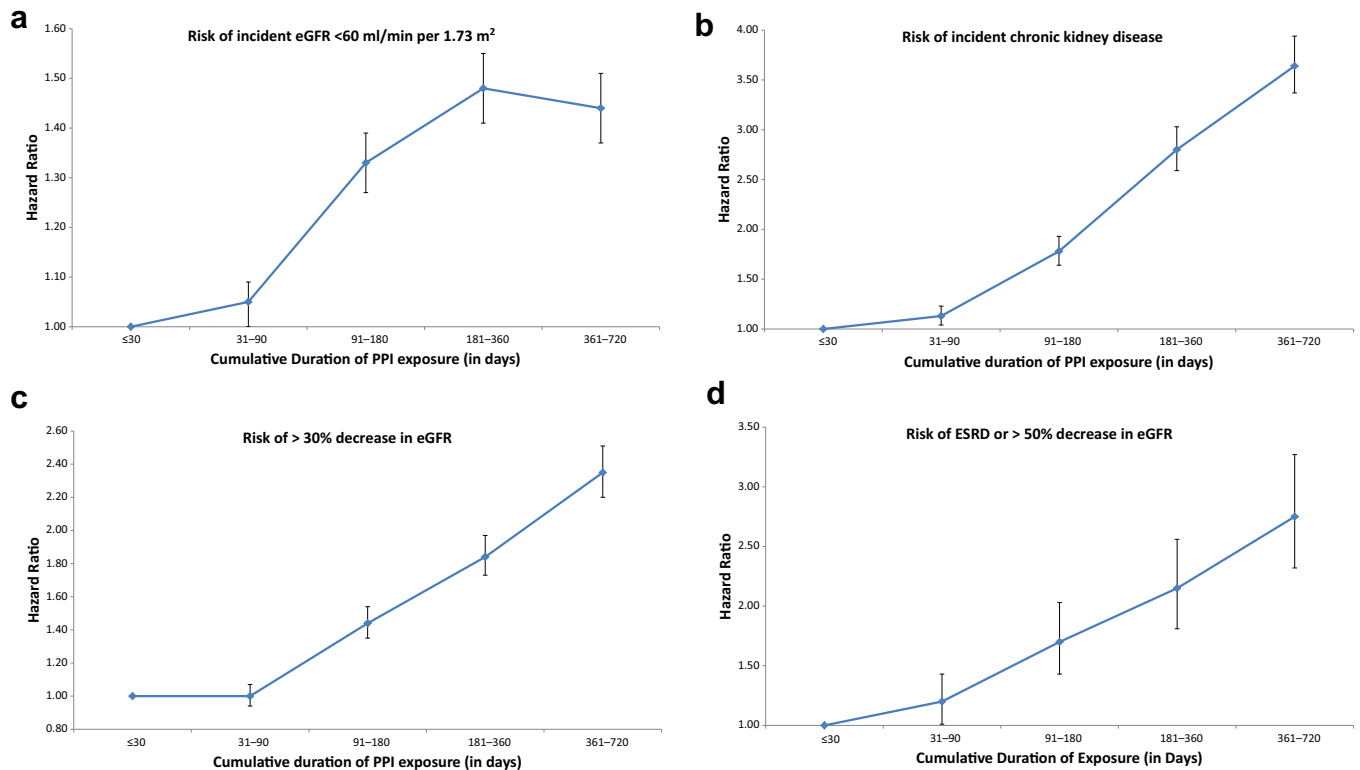 a
Risk of incident eGFR <60 ml/min per 1.73 m²
Hazard Ratio
1.60
1.50
1.40
1.30
1.20
1.10
1.00
≤30 31–90 91–180 181–360 361–720
Cumulative Duration of PPI exposure (in days)
b
Risk of incident chronic kidney disease
Hazard Ratio
4.00
3.50
3.00
2.50
2.00
1.50
1.00
≤30 31–90 91–180 181–360 361–720
Cumulative duration of PPI exposure (in days)
c
Risk of > 30% decrease in eGFR
Hazard Ratio
2.60
2.40
2.20
2.00
1.80
1.60
1.40
1.20
1.00
0.80
≤30 31–90 91–180 181–360 361–720
Cumulative duration of PPI exposure (in days)
d
Risk of ESRD or > 50% decrease in eGFR
Hazard Ratio
3.50
3.00
2.50
2.00
1.50
1.00
≤30 31–90 91–180 181–360 361–720
Cumulative Duration of Exposure (in Days)